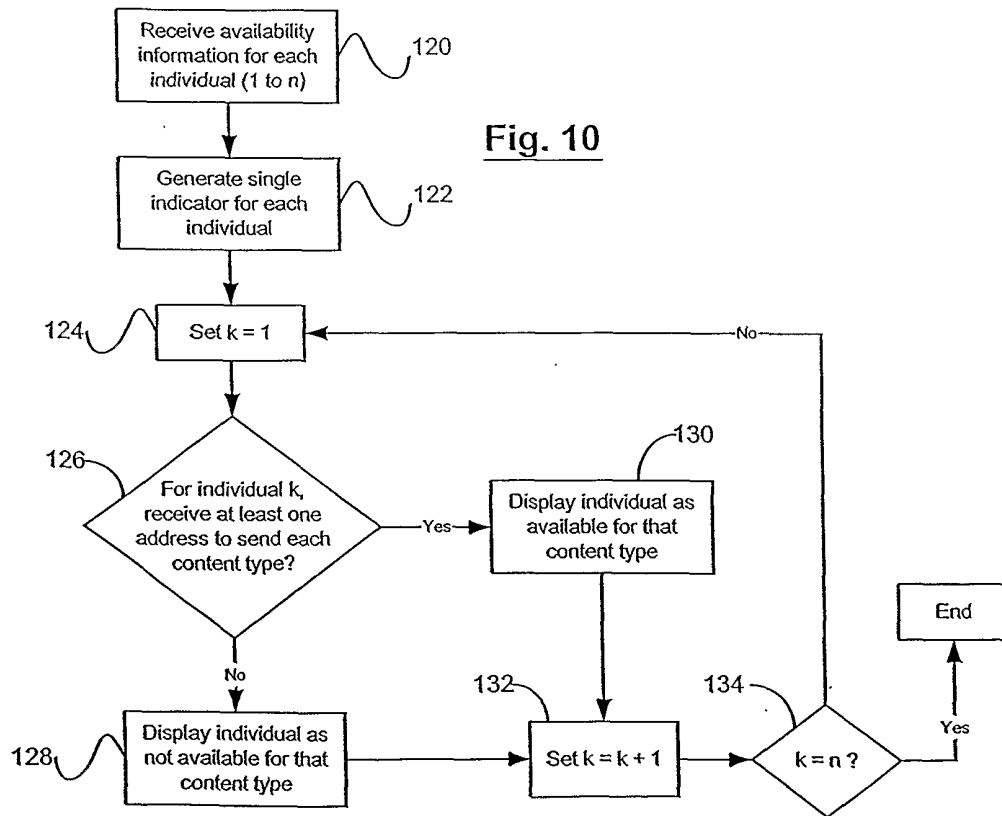 Receive availability
information for each
individual (1 to n)
120
Fig. 10
Generate single
indicator for each
individual
122
124
Set k = 1
No
126
For individual k,
receive at least one
address to send each
content type?
Yes
130
Display individual as
available for that
content type
End
No
128
Display individual as
not available for that
content type
132
Set k = k + 1
134
k = n ?
Yes